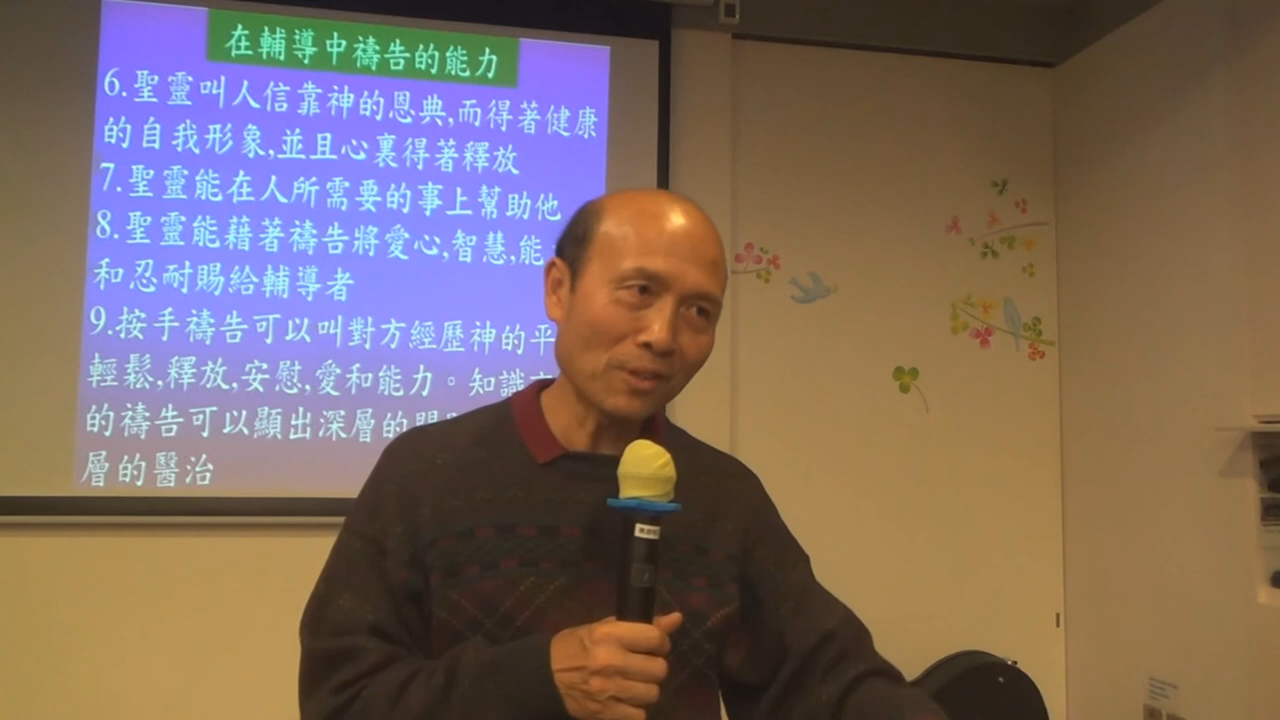 在輔導中禱告的能力
6.聖靈叫人信靠神的恩典,而得著健康
的自我形象,並且心裏得著釋放
7.聖靈能在人所需要的事上幫助他
8.聖靈能藉著禱告將愛心,智慧,能
和忍耐賜給輔導者
9.按手禱告可以叫對方經歷神的平
輕鬆,釋放,安慰,愛和能力。知識
的禱告可以顯出深層的
層的醫治